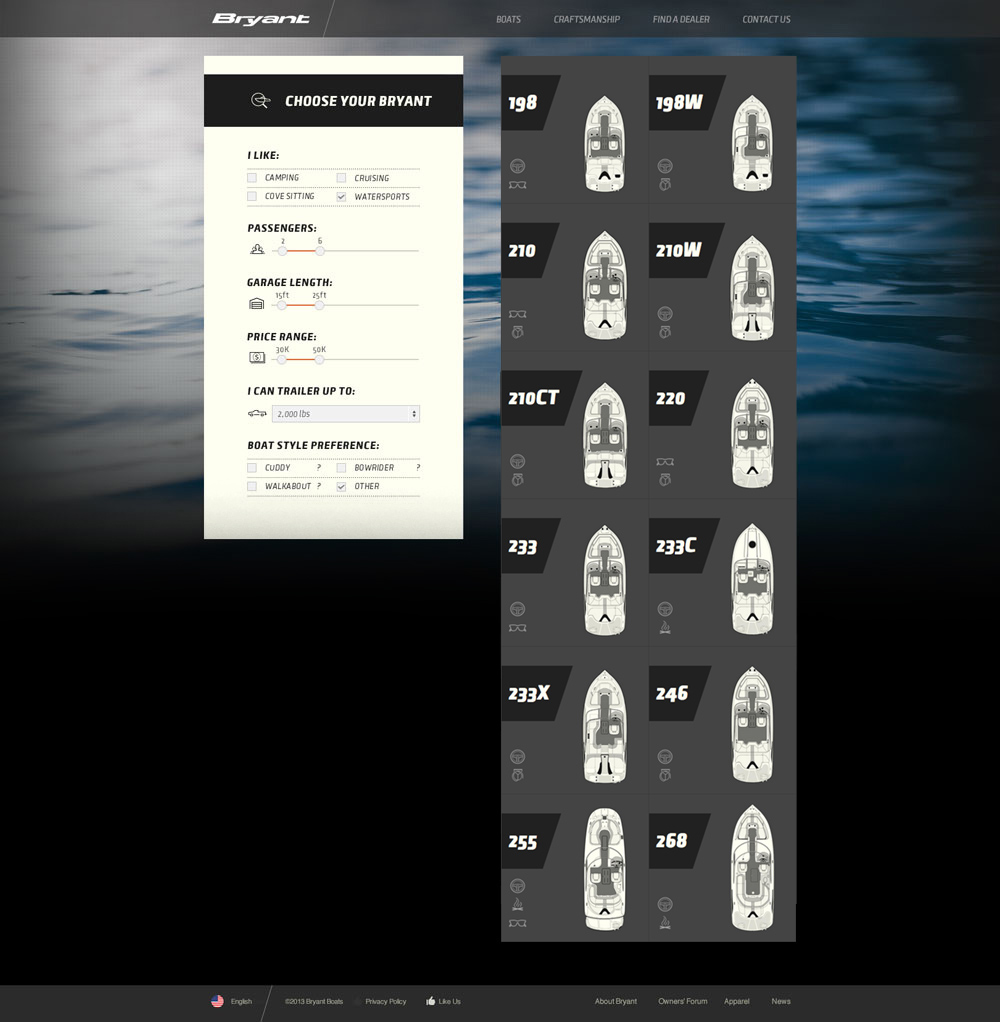 Bryant
BOATS CRAFTSMANSHIP FIND A DEALER CONTACT US
CHOOSE YOUR BRYANT
I LIKE:
CAMPING CRUISING
COVE SITTING WATERSPORTS
PASSENGERS:
2 6
GARAGE LENGTH:
15ft 25ft
PRICE RANGE:
30K 50K
$
I CAN TRAILER UP TO:
2,000 lbs
BOAT STYLE PREFERENCE:
CUDDY ? BOWRIDER ?
WALKABOUT ? OTHER
198 198W
210 210W
210CT 220
233 233C
233X 246
255 268
English ©2013 Bryant Boats Privacy Policy Like Us About Bryant Owners' Forum Apparel News